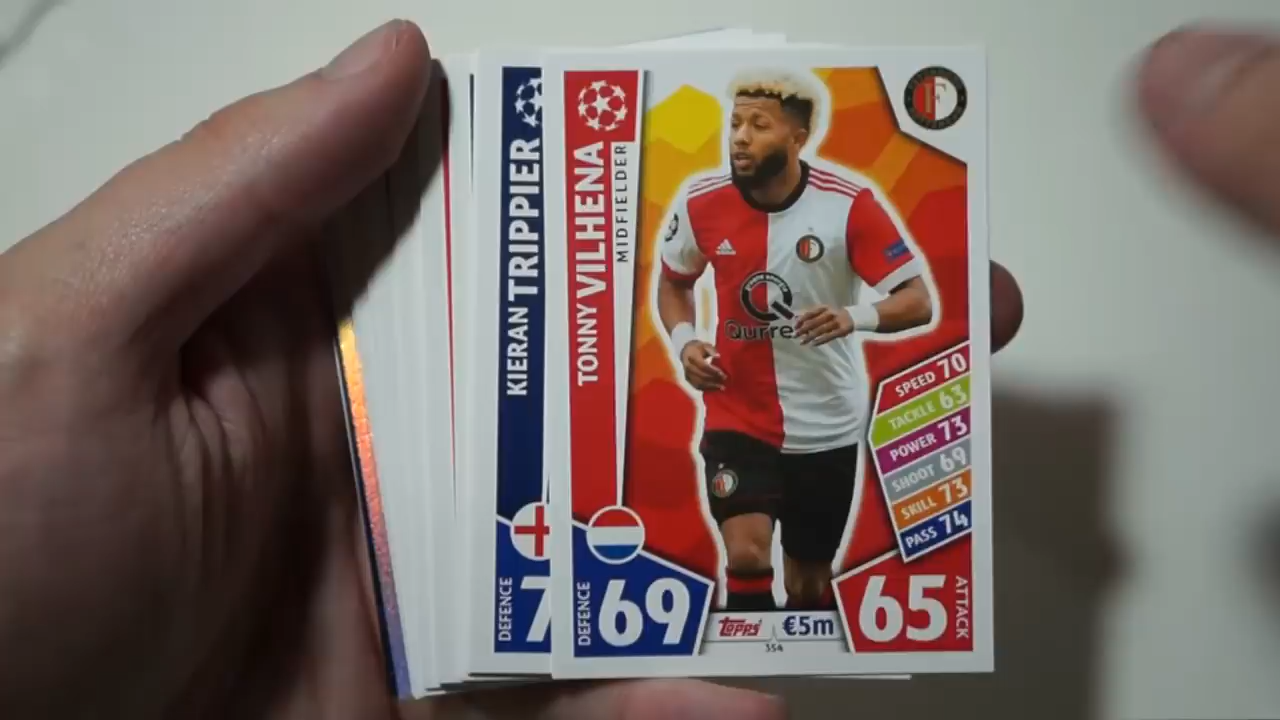 KIERAN TRIPPIER
DEFENCE
TONNY VILHENA
MIDFIELDER
Qurre
SPEED 70
TACKLE 63
POWER 73
SHOOT 69
SKILL 73
PASS 74
DEFENCE 69
65 ATTACK
TOPPS €5m
354